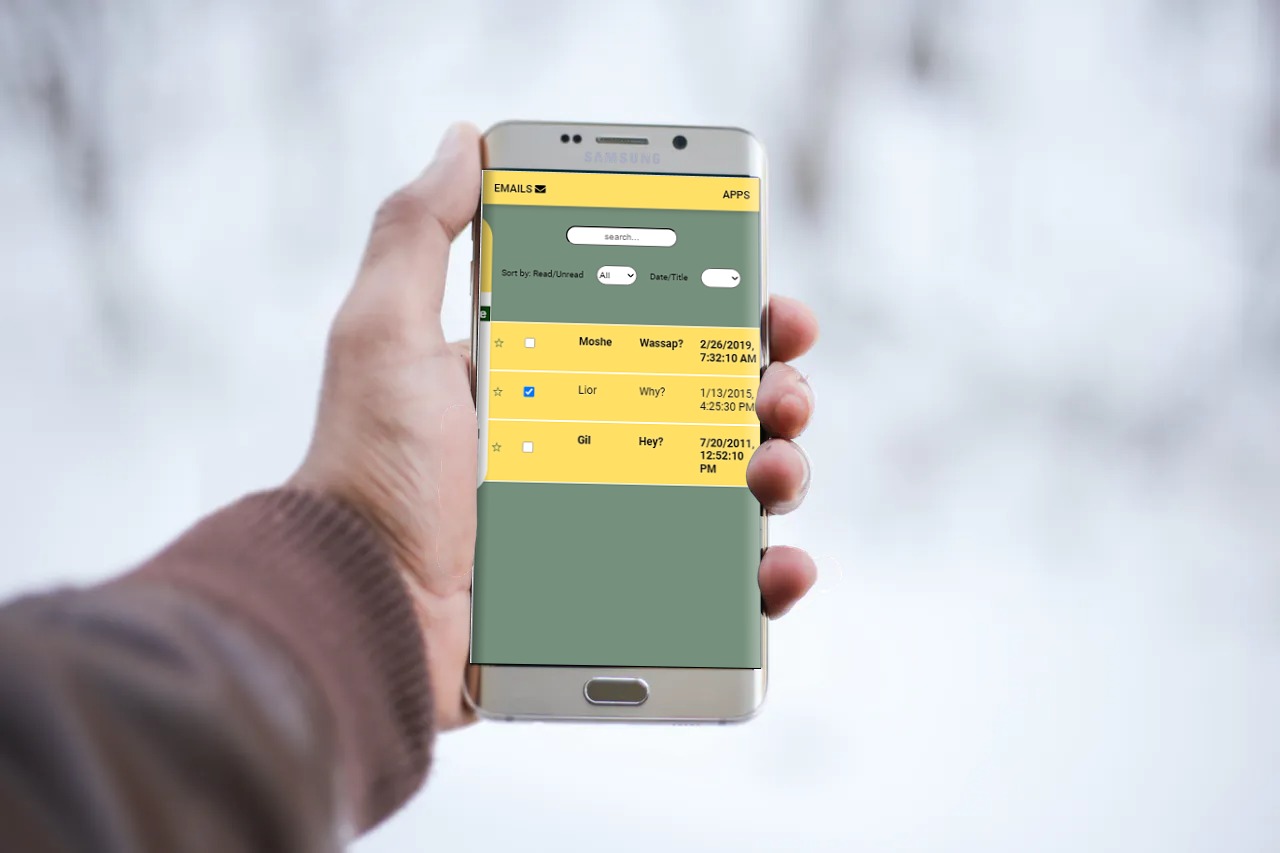 SAMSUNG
EMAILS APPS
search...
Sort by: Read/Unread All Date/Title
e
Moshe Wassap? 2/26/2019, 7:32:10 AM
Lior Why? 1/13/2015, 4:25:30 PM
Gil Hey? 7/20/2011, 12:52:10 PM